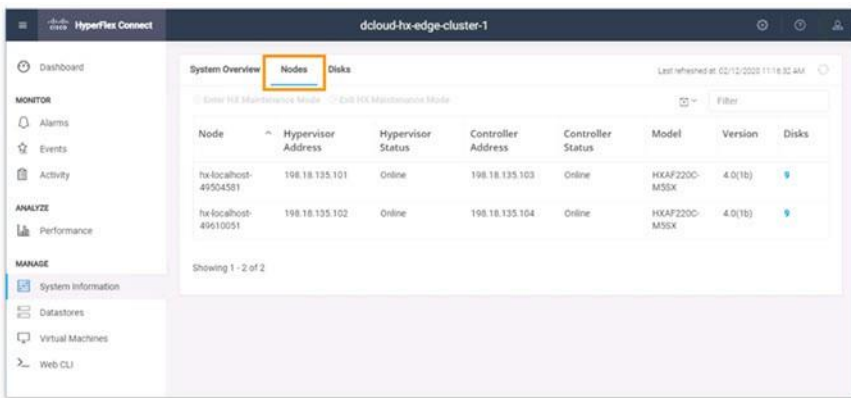 cisco HyperFlex Connect
dcloud-hx-edge-cluster-1
Dashboard
MONITOR
Alarms
Events
Activity
ANALYZE
Performance
MANAGE
System Information
Datastores
Virtual Machines
Web CLI
System Overview Nodes Disks
Last refreshed at: 02/12/2020 11:16:32 AM
Enter HX Maintenance Mode Exit HX Maintenance Mode
Filter
Node Hypervisor Address Hypervisor Status Controller Address Controller Status Model Version Disks
hx-localhost-49504581 198.18.135.101 Online 198.18.135.103 Online HXAF220C-M5SX 4.0(1b) 9
hx-localhost-49610051 198.18.135.102 Online 198.18.135.104 Online HXAF220C-M5SX 4.0(1b) 9
Showing 1 - 2 of 2